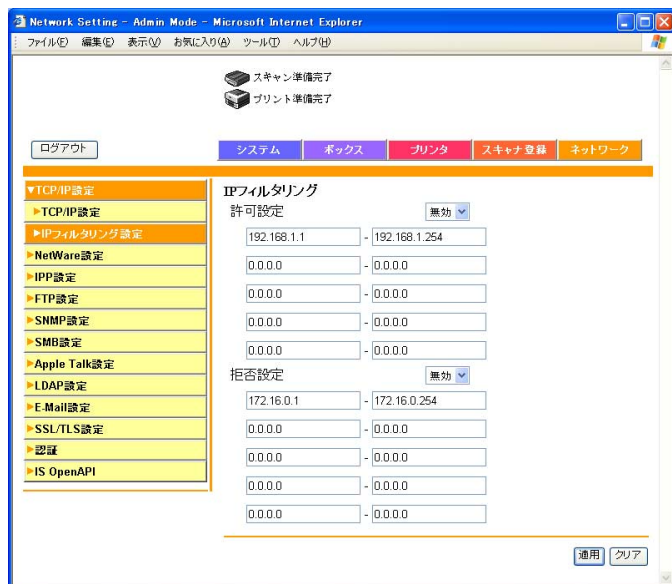 Network Setting - Admin Mode - Microsoft Internet Explorer
ファイル(F) 編集(E) 表示(V) お気に入り(A) ツール(T) ヘルプ(H)
スキャン準備完了
プリント準備完了
ログアウト
システム ボックス プリンタ スキャナ登録 ネットワーク
▼TCP/IP設定
▶TCP/IP設定
▶IPフィルタリング設定
▶NetWare設定
▶IPP設定
▶FTP設定
▶SNMP設定
▶SMB設定
▶Apple Talk設定
▶LDAP設定
▶E-Mail設定
▶SSL/TLS設定
▶認証
▶IS OpenAPI
IPフィルタリング
許可設定 無効
192.168.1.1 - 192.168.1.254
0.0.0.0 - 0.0.0.0
0.0.0.0 - 0.0.0.0
0.0.0.0 - 0.0.0.0
0.0.0.0 - 0.0.0.0
拒否設定 無効
172.16.0.1 - 172.16.0.254
0.0.0.0 - 0.0.0.0
0.0.0.0 - 0.0.0.0
0.0.0.0 - 0.0.0.0
0.0.0.0 - 0.0.0.0
適用 クリア